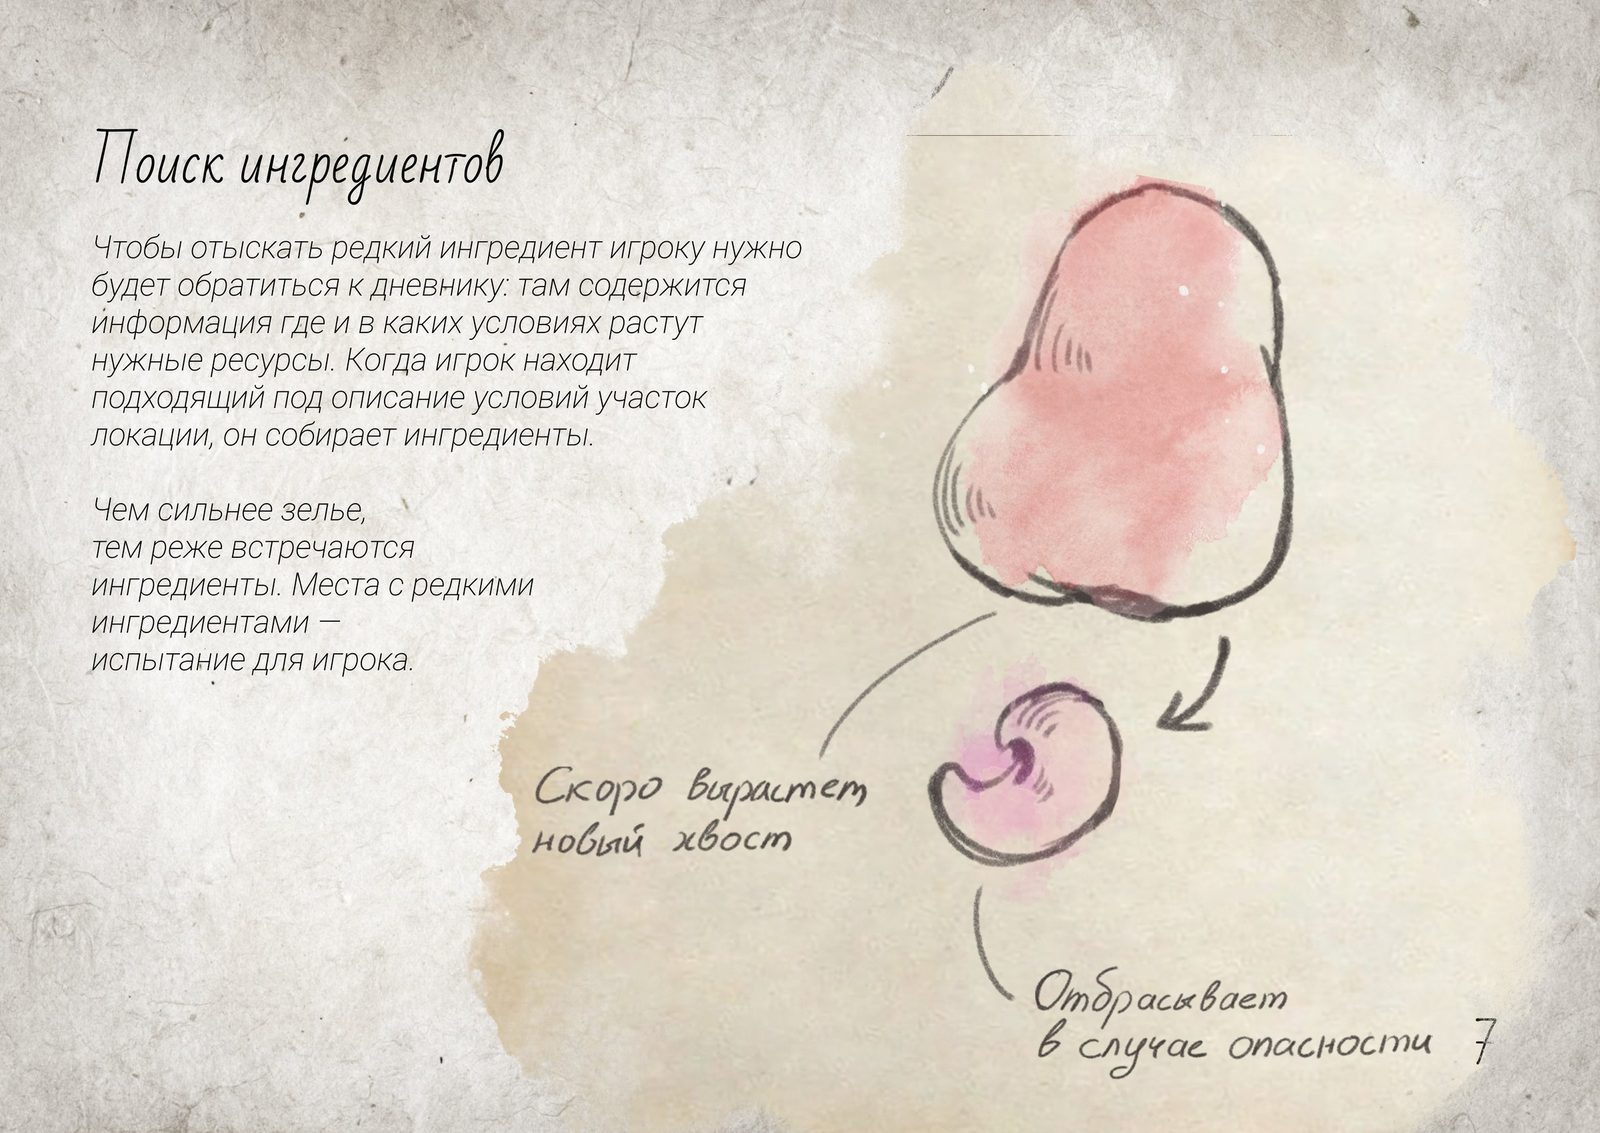 Поиск ингредиентов
Чтобы отыскать редкий ингредиент игроку нужно
будет обратиться к дневнику: там содержится
информация где и в каких условиях растут
нужные ресурсы. Когда игрок находит
подходящий под описание условий участок
локации, он собирает ингредиенты.
Чем сильнее зелье,
тем реже встречаются
ингредиенты. Места с редкими
ингредиентами —
испытание для игрока.
Скоро вырастет
новый хвост
Отбрасывает
в случае опасности
7